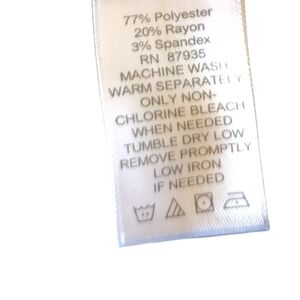 77% Polyester
20% Rayon
3% Spandex
RN 87935
MACHINE WASH
WARM SEPARATELY
ONLY NON-
CHLORINE BLEACH
WHEN NEEDED
TUMBLE DRY LOW
REMOVE PROMPTLY
LOW IRON
IF NEEDED